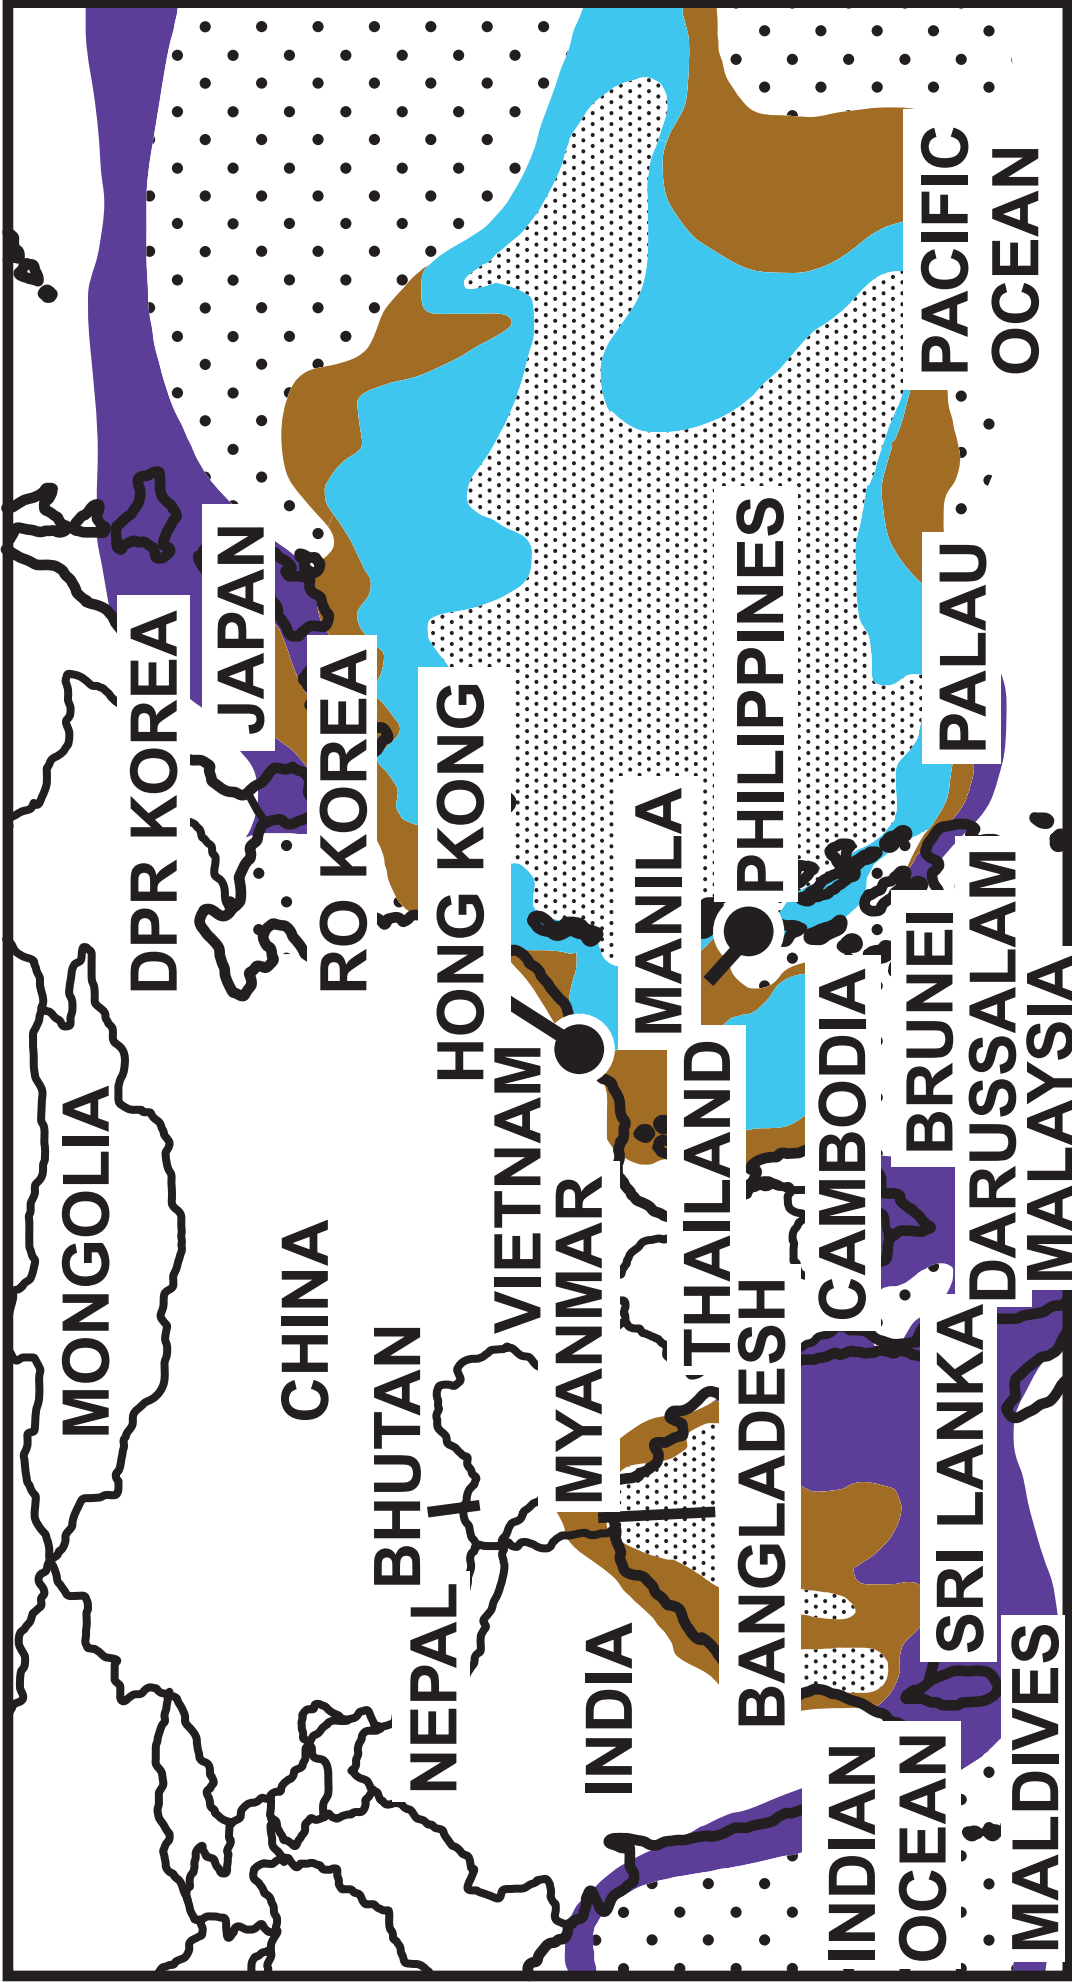 MONGOLIA
DPR KOREA
JAPAN
CHINA
RO KOREA
BHUTAN
NEPAL
HONG KONG
VIETNAM
MYANMAR
INDIA
MANILA
THAILAND
PHILIPPINES
BANGLADESH
CAMBODIA
INDIAN
OCEAN
PACIFIC
OCEAN
PALAU
BRUNEI
DARUSSALAM
SRI LANKA
MALAYSIA
MALDIVES